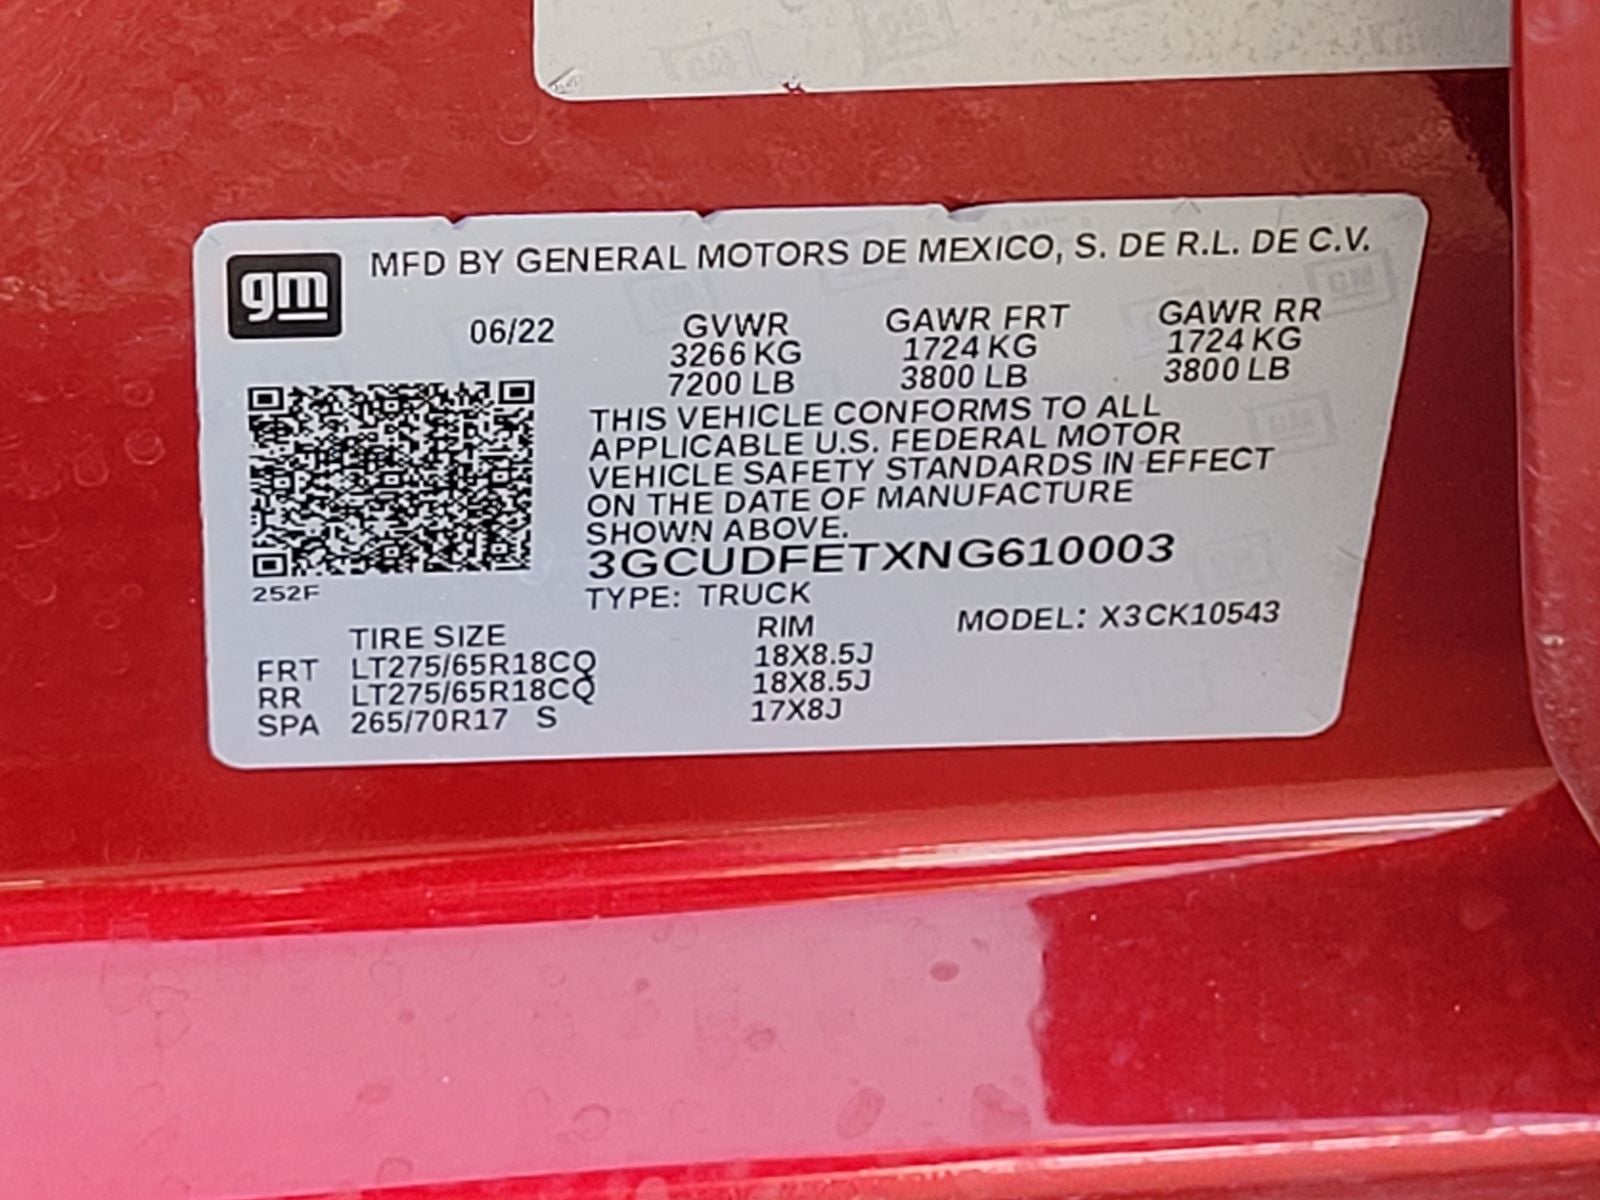 gm
MFD BY GENERAL MOTORS DE MEXICO, S. DE R.L. DE C.V.
06/22 GVWR GAWR FRT GAWR RR
3266 KG 1724 KG 1724 KG
7200 LB 3800 LB 3800 LB
THIS VEHICLE CONFORMS TO ALL
APPLICABLE U.S. FEDERAL MOTOR
VEHICLE SAFETY STANDARDS IN EFFECT
ON THE DATE OF MANUFACTURE
SHOWN ABOVE.
3GCUDFETXNG610003
252F
TYPE: TRUCK
MODEL: X3CK10543
TIRE SIZE RIM
FRT LT275/65R18CQ 18X8.5J
RR LT275/65R18CQ 18X8.5J
SPA 265/70R17 S 17X8J